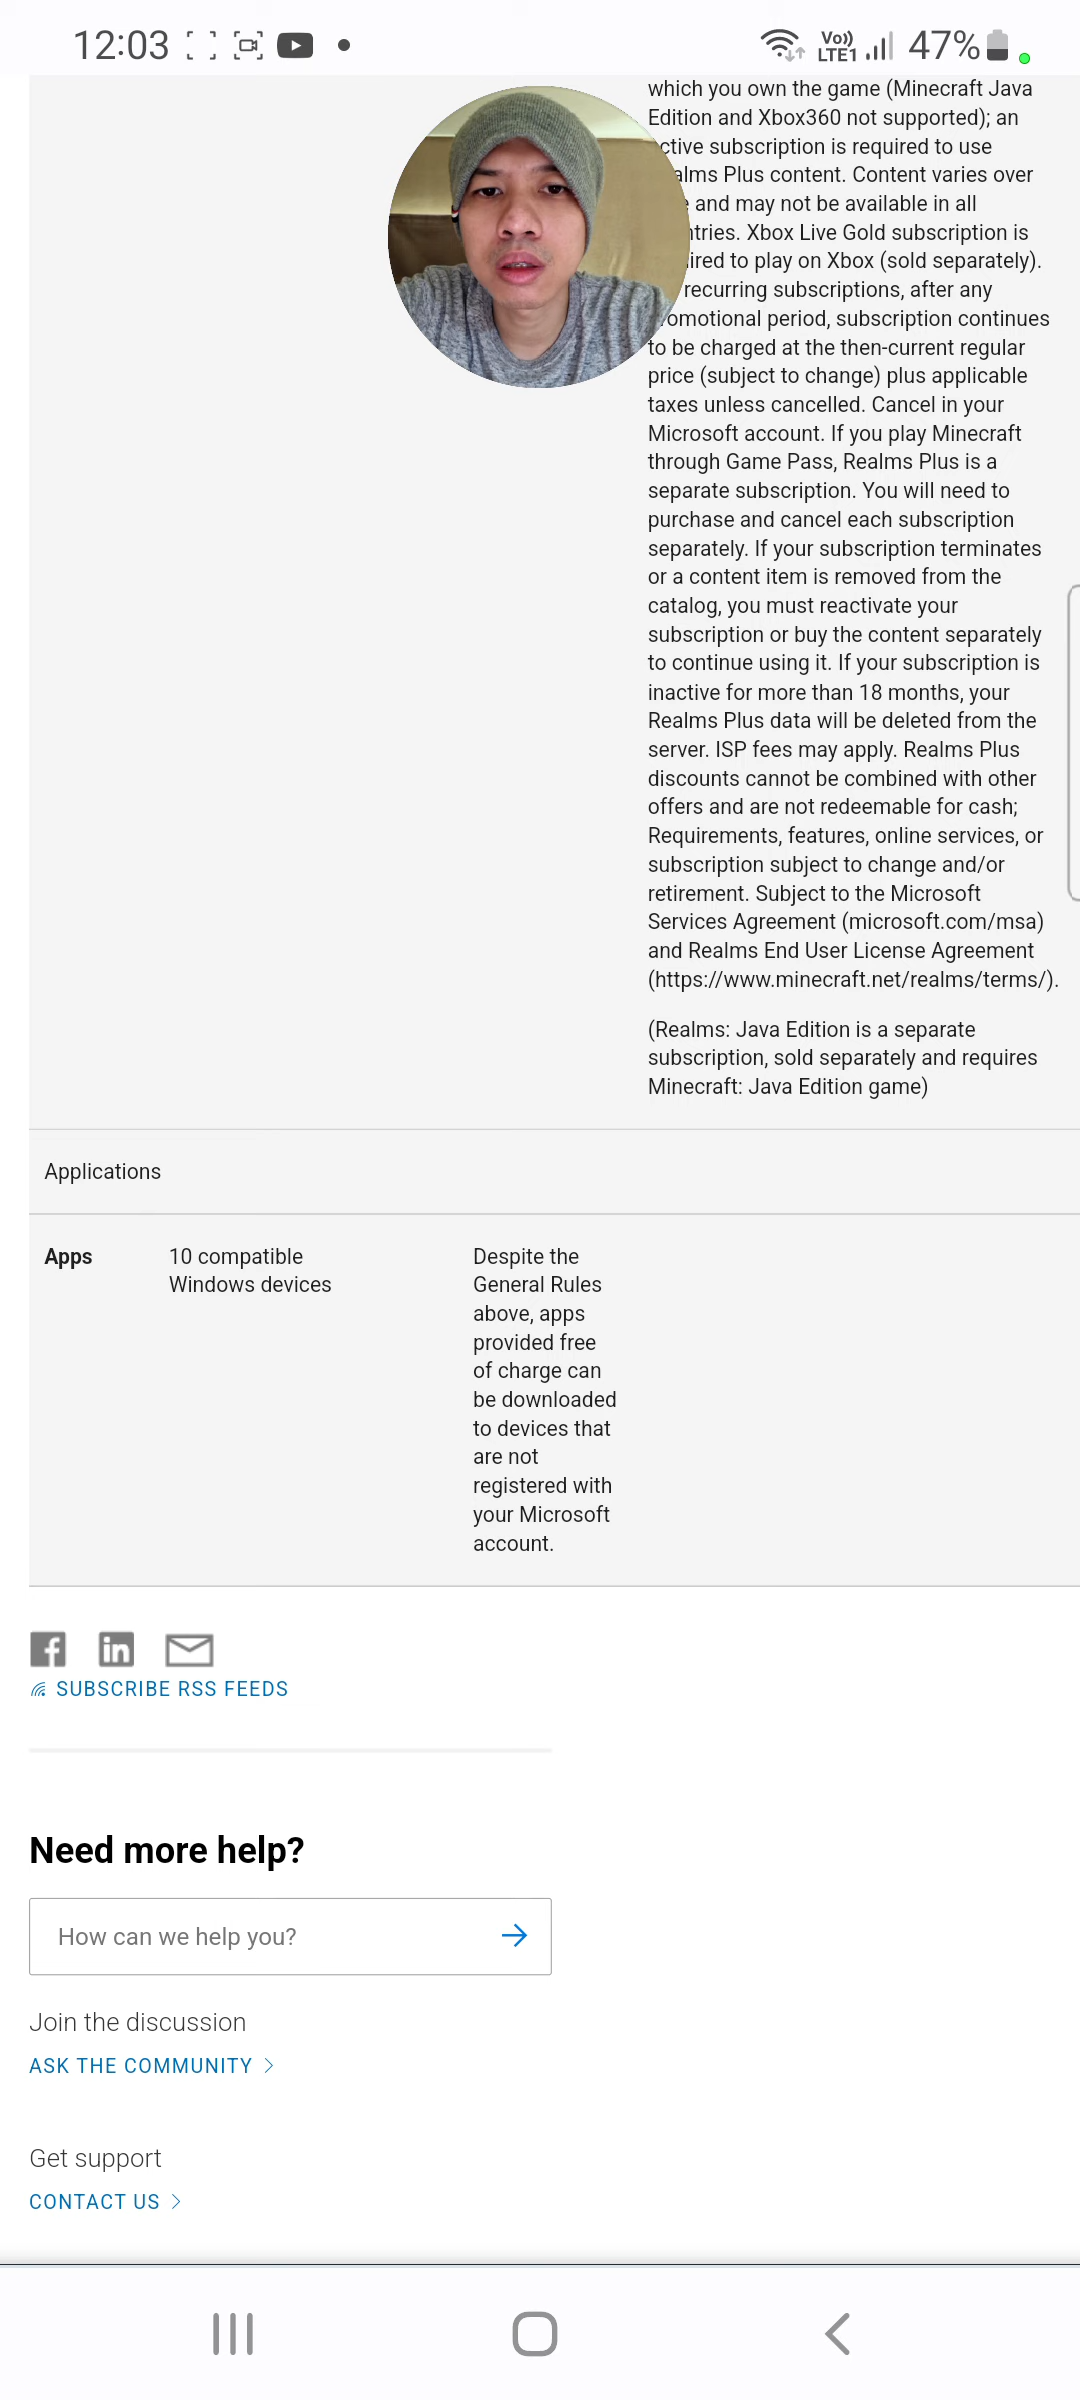 12:03
Vo))
LTE1
47%
which you own the game (Minecraft Java
Edition and Xbox360 not supported); an
subscription is required to use
Plus content. Content varies over
and may not be available in all
Xbox Live Gold subscription is
to play on Xbox (sold separately).
recurring subscriptions, after any
period, subscription continues
to be charged at the then-current regular
price (subject to change) plus applicable
taxes unless cancelled. Cancel in your
Microsoft account. If you play Minecraft
through Game Pass, Realms Plus is a
separate subscription. You will need to
purchase and cancel each subscription
separately. If your subscription terminates
or a content item is removed from the
catalog, you must reactivate your
subscription or buy the content separately
to continue using it. If your subscription is
inactive for more than 18 months, your
Realms Plus data will be deleted from the
server. ISP fees may apply. Realms Plus
discounts cannot be combined with other
offers and are not redeemable for cash;
Requirements, features, online services, or
subscription subject to change and/or
retirement. Subject to the Microsoft
Services Agreement (microsoft.com/msa)
and Realms End User License Agreement
(https://www.minecraft.net/realms/terms/).
(Realms: Java Edition is a separate
subscription, sold separately and requires
Minecraft: Java Edition game)
Applications
Apps
10 compatible
Windows devices
Despite the
General Rules
above, apps
provided free
of charge can
be downloaded
to devices that
are not
registered with
your Microsoft
account.
SUBSCRIBE RSS FEEDS
Need more help?
How can we help you?
Join the discussion
ASK THE COMMUNITY >
Get support
CONTACT US >